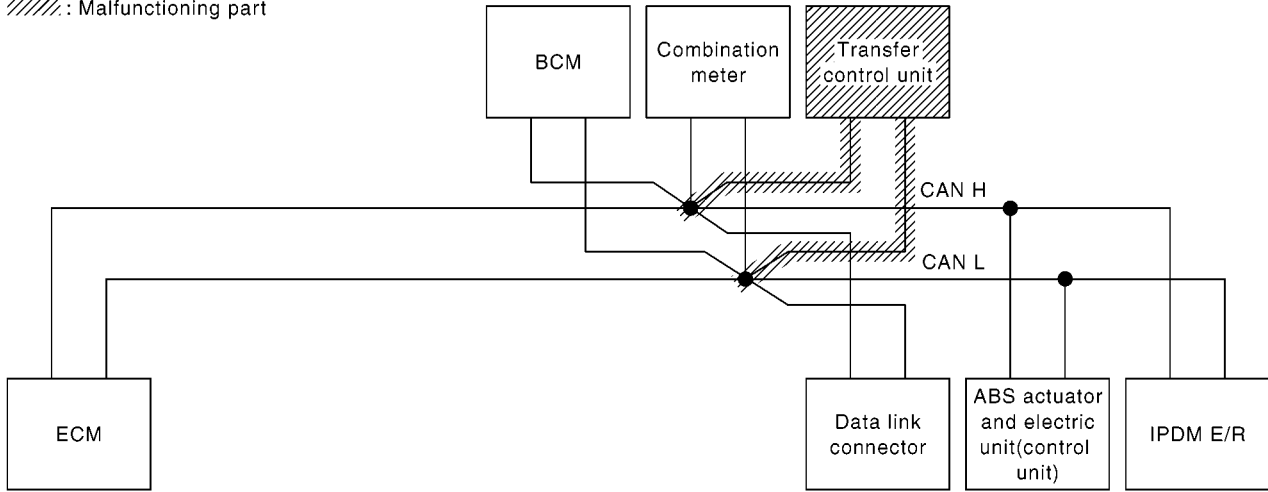 : Malfunctioning part
BCM
Combination
meter
Transfer
control unit
CAN H
CAN L
ECM
Data link
connector
ABS actuator
and electric
unit(control
unit)
IPDM E/R